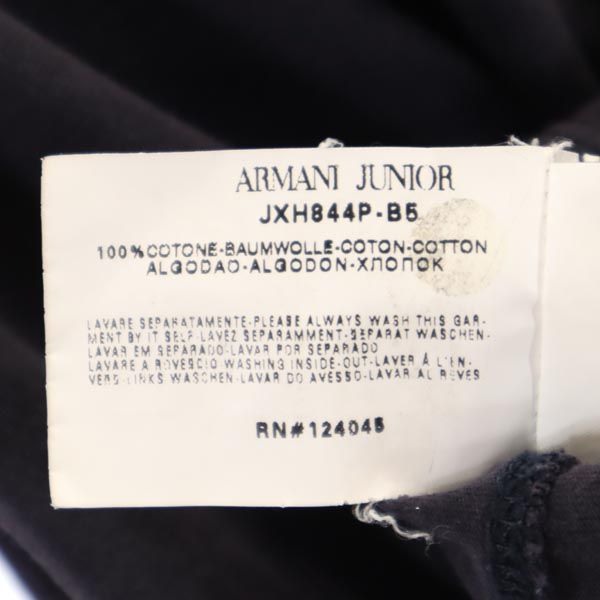 ARMANI JUNIOR
JXH844P-B5
100%COTONE-BAUMWOLLE-COTON-COTTON
ALGODAO-ALGODON-ХЛОПОК
LAVARE SEPARATAMENTE-PLEASE ALWAYS WASH THIS GAR-
MENT BY IT SELF-LAVEZ SEPARAMMENT-SEPARAT WASCHEN-
LAVAR EM SEPARADO-LAVAR POR SEPARADO
LAVARE A ROVESCIO WASHING INSIDE-OUT-LAVER À L'EN-
VERS-LINKS WASCHEN-LAVAR DO AVESSO-LAVAR AL REVES
RN#124045